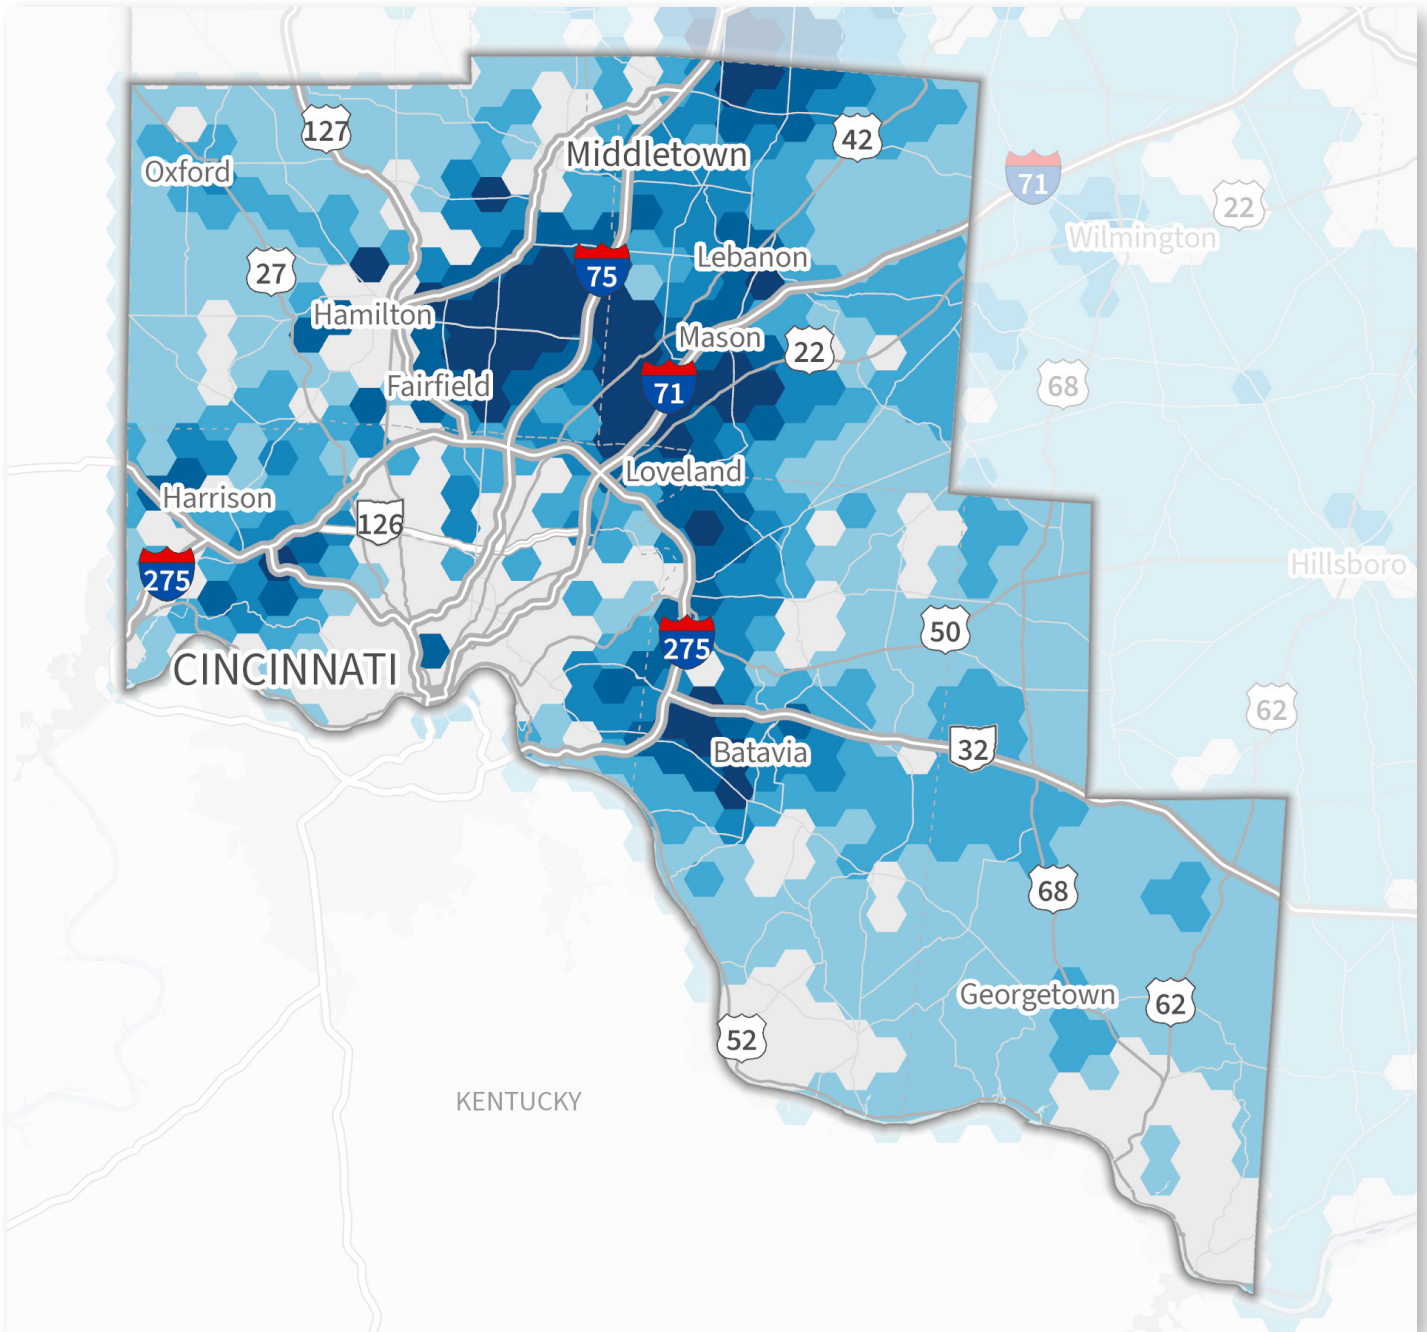 127
Middletown
42
Oxford
71
22
Wilmington
27
75
Lebanon
Hamilton
Mason
22
Fairfield
71
68
Loveland
Harrison
126
275
Hillsboro
50
275
CINCINNATI
62
32
Batavia
68
Georgetown
62
52
KENTUCKY